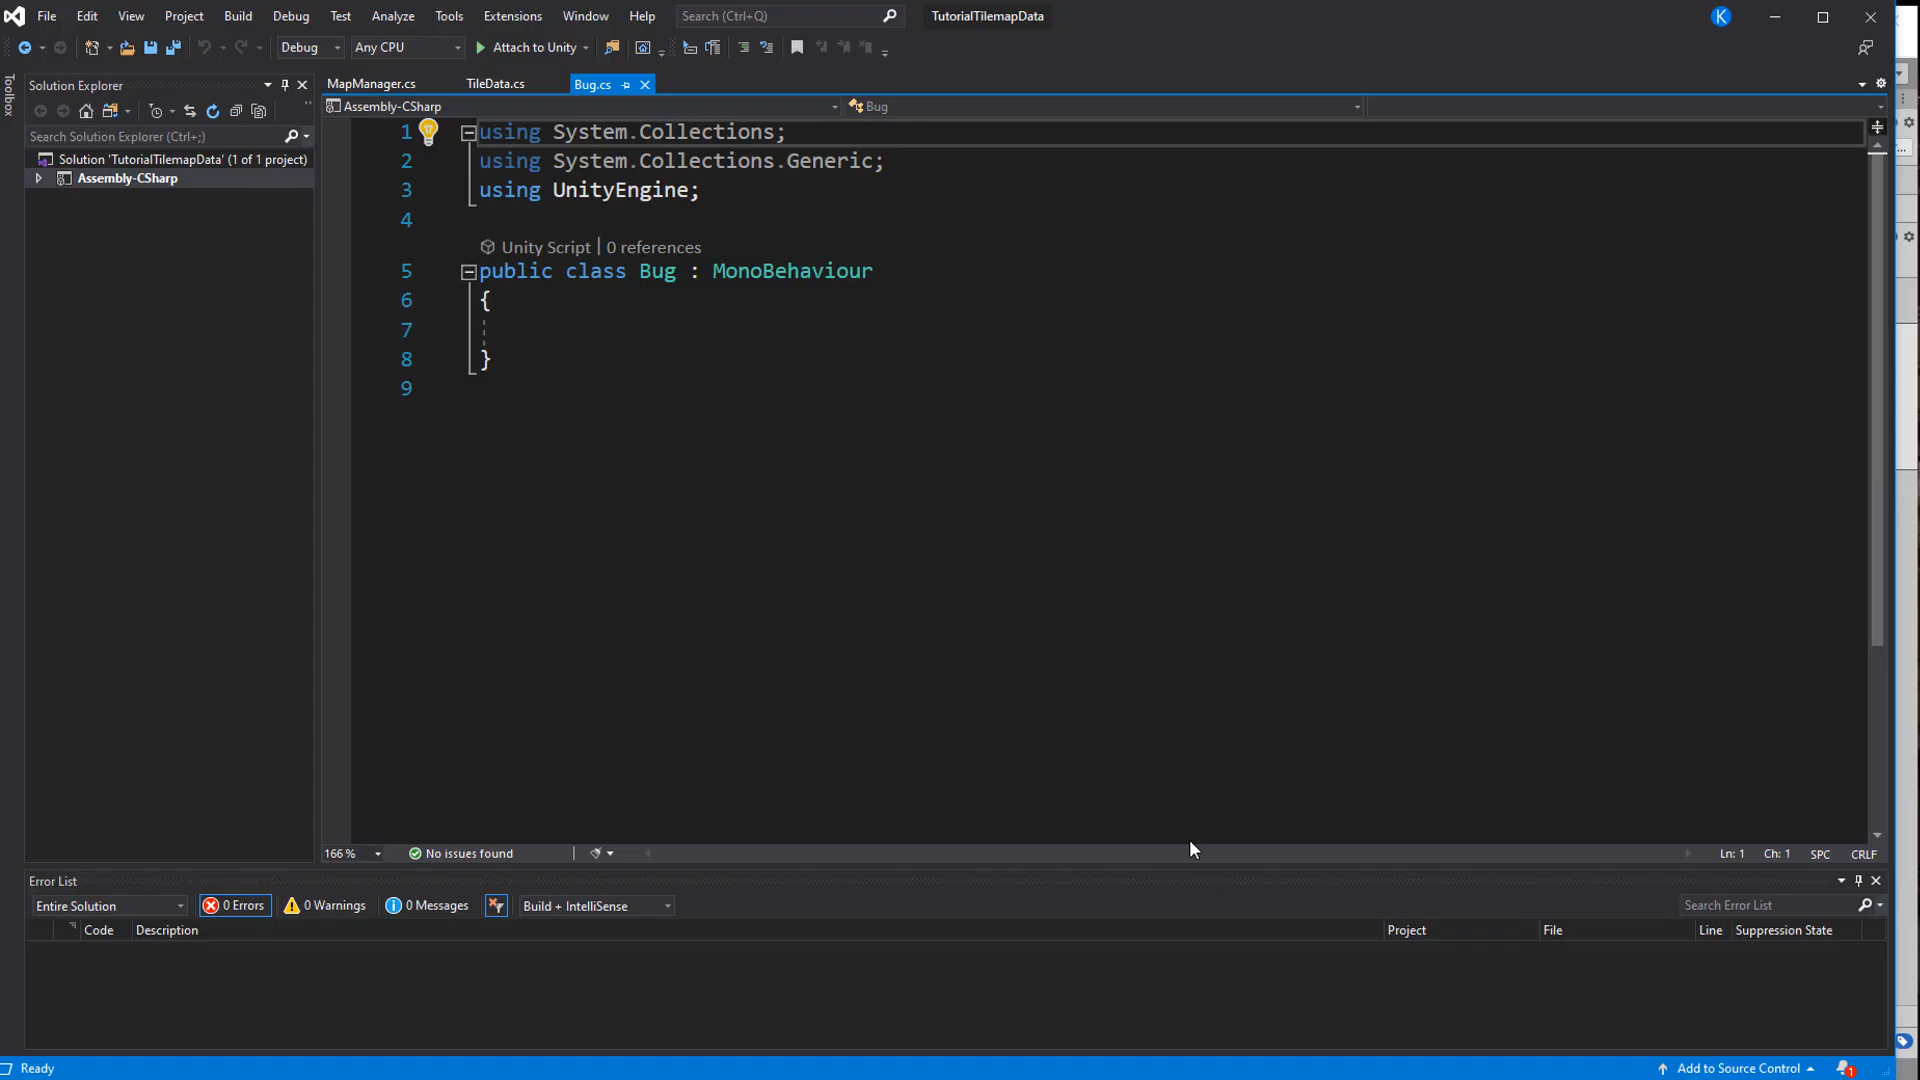 File Edit View Project Build Debug Test Analyze Tools Extensions Window Help Search (Ctrl+Q) TutorialTilemapData K
Debug Any CPU Attach to Unity
Toolbox
Solution Explorer
Search Solution Explorer (Ctrl+;)
Solution 'TutorialTilemapData' (1 of 1 project)
Assembly-CSharp
MapManager.cs TileData.cs Bug.cs
Assembly-CSharp Bug
1 using System.Collections;
2 using System.Collections.Generic;
3 using UnityEngine;
4
Unity Script | 0 references
5 public class Bug : MonoBehaviour
6 {
7
8 }
9
166 % No issues found Ln: 1 Ch: 1 SPC CRLF
Error List
Entire Solution 0 Errors 0 Warnings 0 Messages Build + IntelliSense Search Error List
Code Description Project File Line Suppression State
Ready Add to Source Control 1